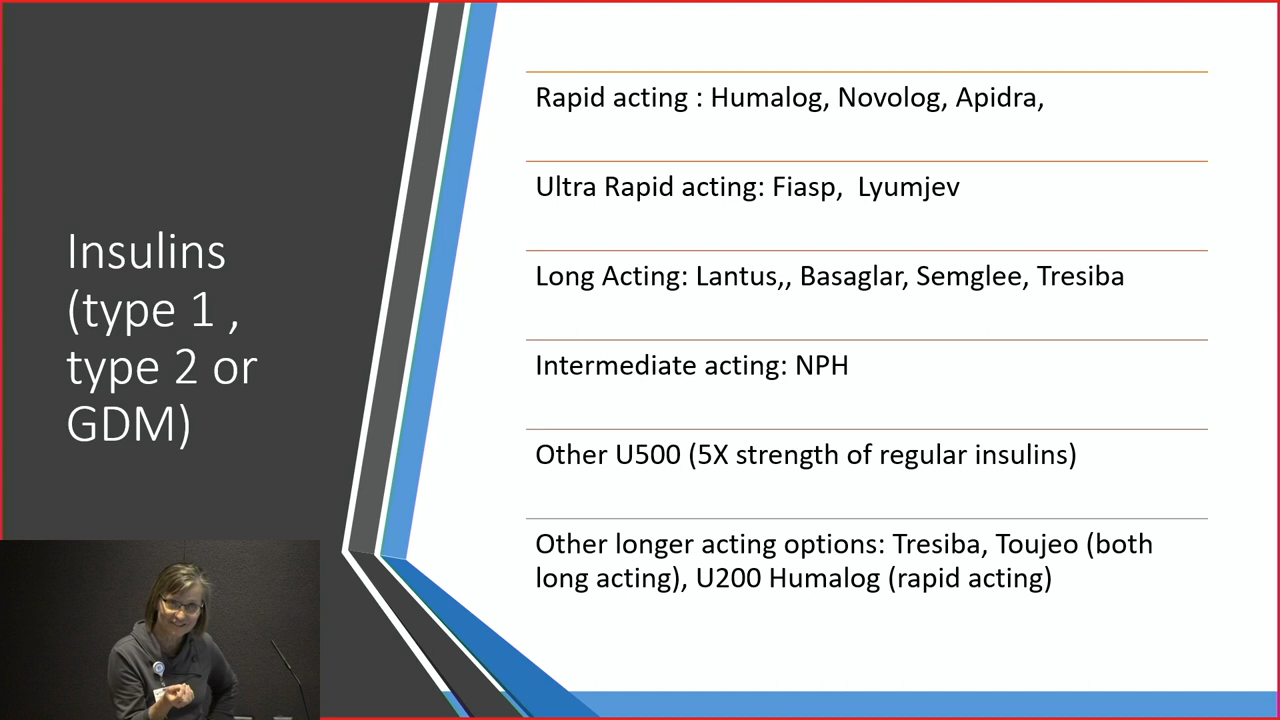 Insulins
(type 1 ,
type 2 or
GDM)
Rapid acting : Humalog, Novolog, Apidra,
Ultra Rapid acting: Fiasp,  Lyumjev
Long Acting: Lantus,, Basaglar, Semglee, Tresiba
Intermediate acting: NPH
Other U500 (5X strength of regular insulins)
Other longer acting options: Tresiba, Toujeo (both
long acting), U200 Humalog (rapid acting)